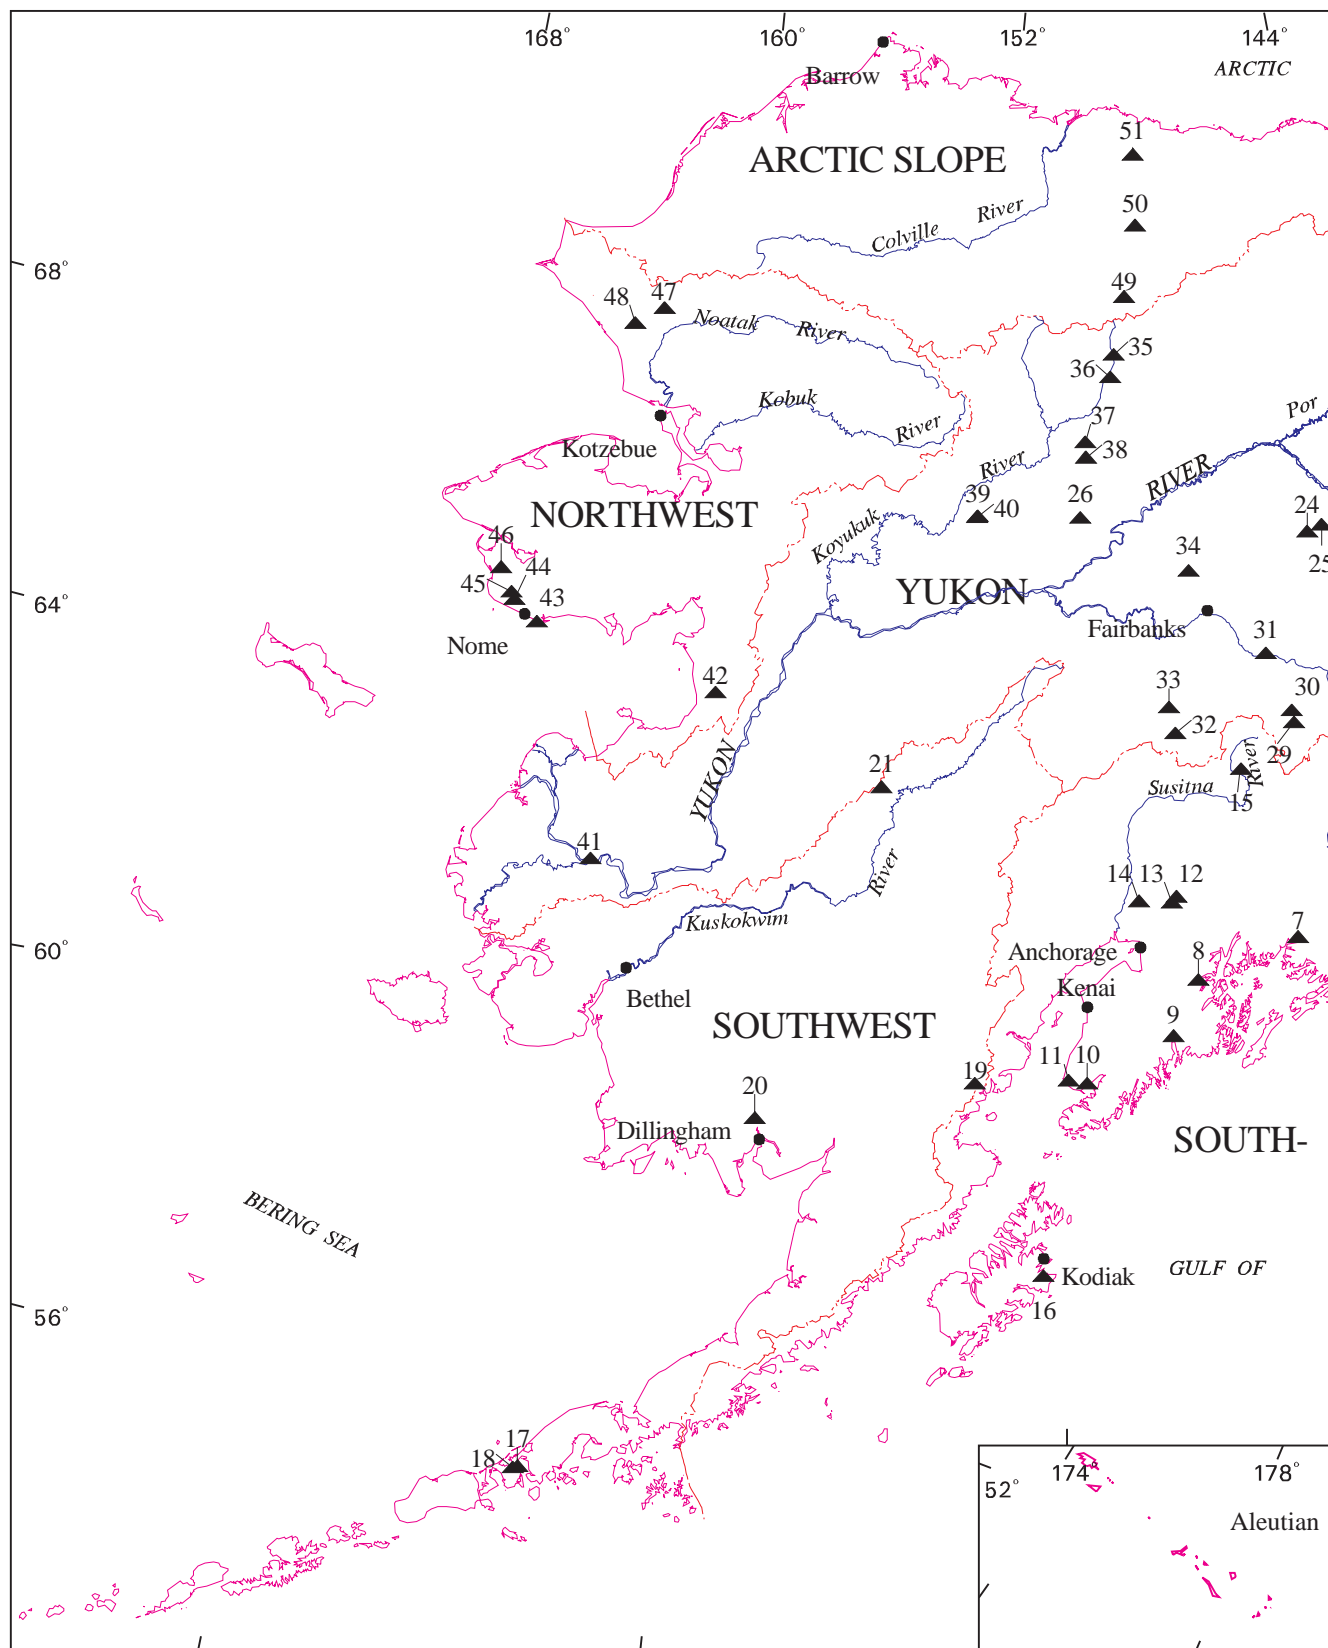 168° 160° 152° 144°
ARCTIC
Barrow
51
ARCTIC SLOPE
50
Colville River
68°
49
48 47
Noatak River
35
36
Kobuk River
37
38
Por
Kotzebue
River
RIVER
NORTHWEST
39 40
26
24
25
Koyukuk
46
45 44
43
34
64°
YUKON
Nome
Fairbanks
31
42
33
32
30
29
YUKON
21
Susitna River
15
41
River
14 13 12
Kuskokwim
7
60°
Anchorage
8
Bethel
Kenai
SOUTHWEST
9
19
11 10
20
Dillingham
SOUTH-
BERING SEA
GULF OF
Kodiak
16
56°
17
18
52° 174° 178°
Aleutian